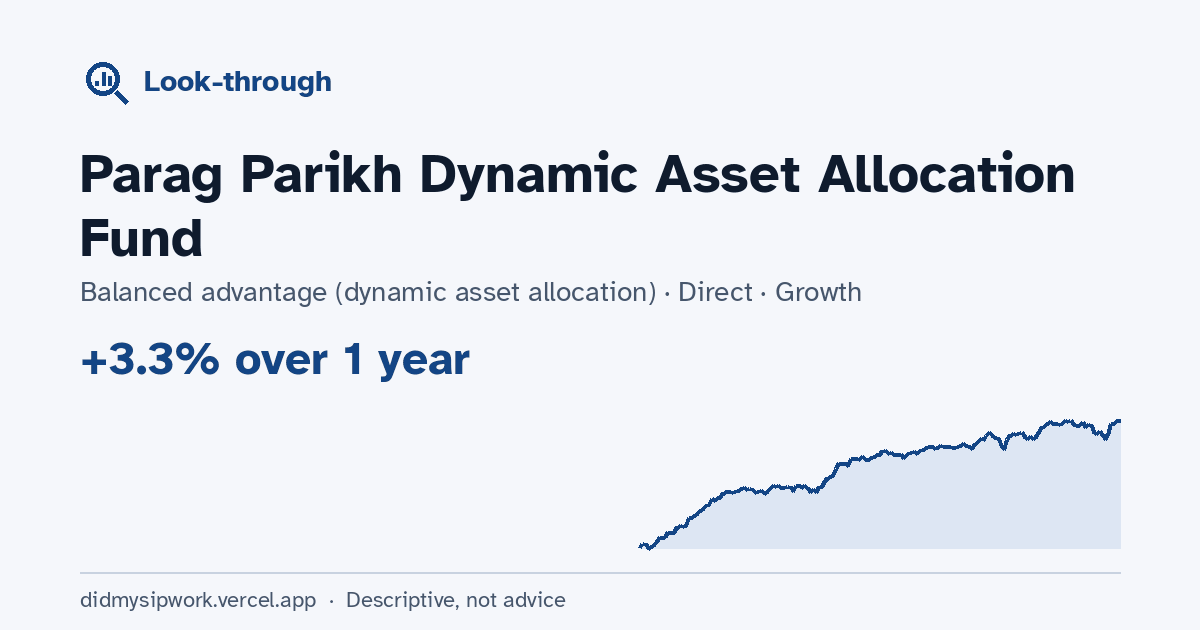 Look-through
Parag Parikh Dynamic Asset Allocation
Fund
Balanced advantage (dynamic asset allocation) · Direct · Growth
+3.3% over 1 year
didmysipwork.vercel.app · Descriptive, not advice